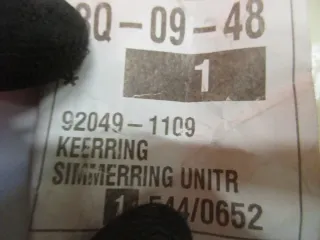 Q-09-48
1
92049-1109
KEERRING
SIMMERRING UNITR
1 544/0652